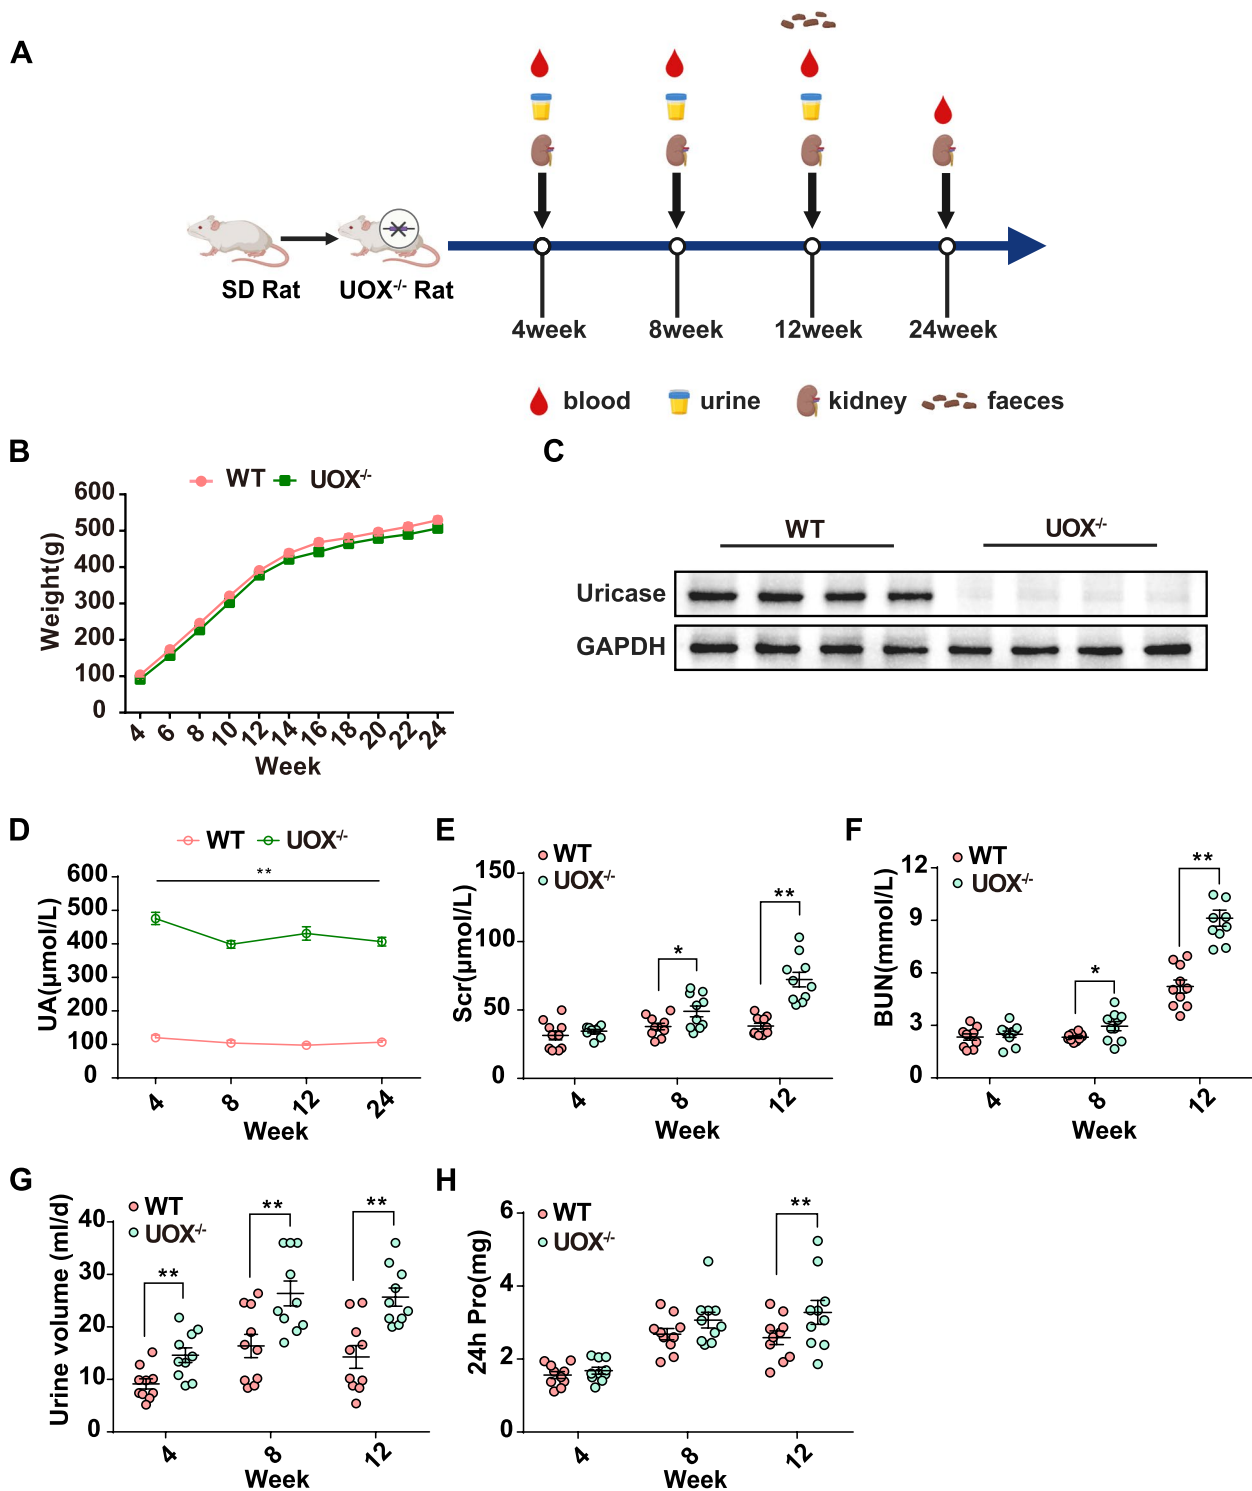 A
SD Rat
UOX-/- Rat
4week
8week
12week
24week
blood
urine
kidney
faeces
B
WT
UOX-/-
600
500
400
300
200
100
0
Weight(g)
4 6 8 10 12 14 16 18 20 22 24
Week
C
WT
UOX-/-
Uricase
GAPDH
D
WT
UOX-/-
**
600
500
400
300
200
100
0
UA(μmol/L)
4 8 12 24
Week
E
WT
UOX-/-
150
100
50
0
Scr(μmol/L)
*
**
4 8 12
Week
F
WT
UOX-/-
12
9
6
3
0
BUN(mmol/L)
*
**
4 8 12
Week
G
WT
UOX-/-
40
30
20
10
0
Urine volume (ml/d)
**
**
**
4 8 12
Week
H
WT
UOX-/-
6
4
2
0
24h Pro(mg)
**
4 8 12
Week